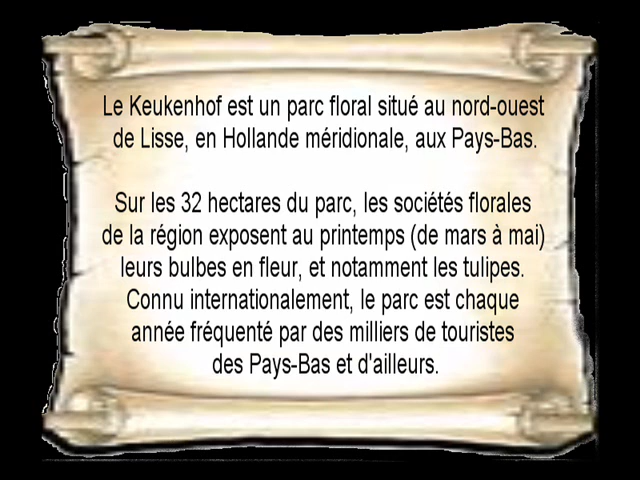 Le Keukenhof est un parc floral situé au nord-ouest
de Lisse, en Hollande méridionale, aux Pays-Bas.
Sur les 32 hectares du parc, les sociétés florales
de la région exposent au printemps (de mars à mai)
leurs bulbes en fleur, et notamment les tulipes.
Connu internationalement, le parc est chaque
année fréquenté par des milliers de touristes
des Pays-Bas et d'ailleurs.